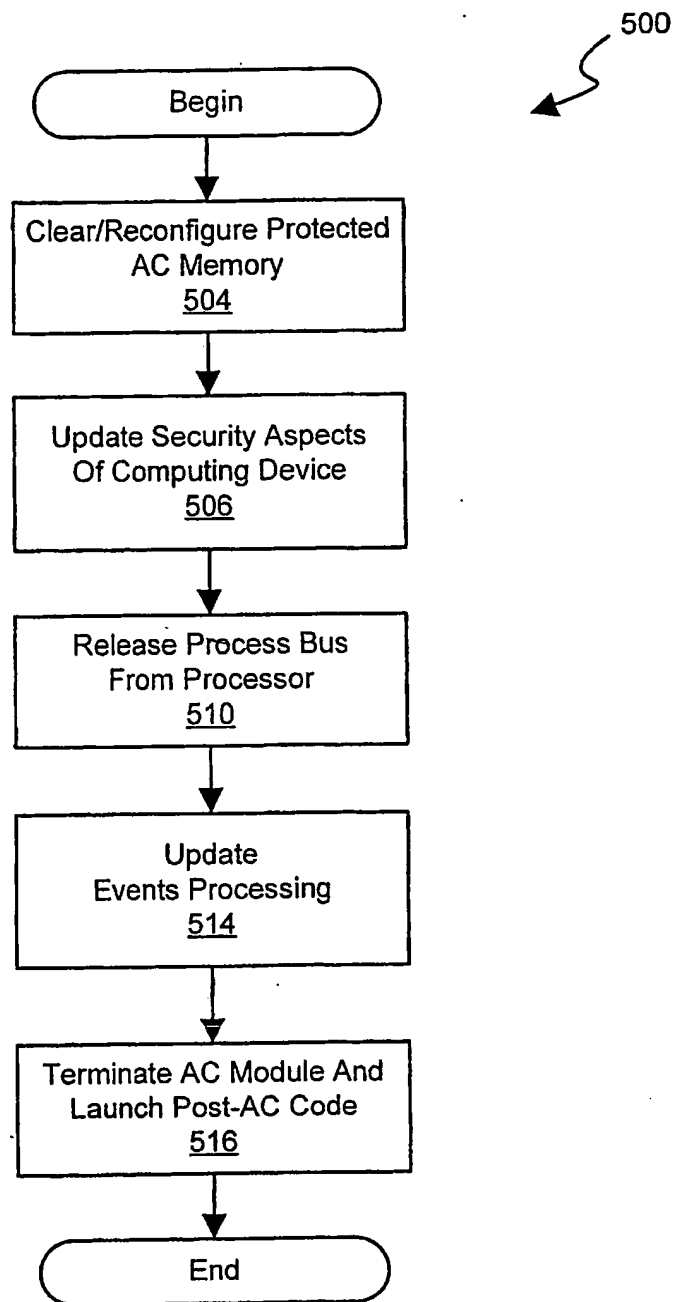 500
Begin
Clear/Reconfigure Protected
AC Memory
504
Update Security Aspects
Of Computing Device
506
Release Process Bus
From Processor
510
Update
Events Processing
514
Terminate AC Module And
Launch Post-AC Code
516
End